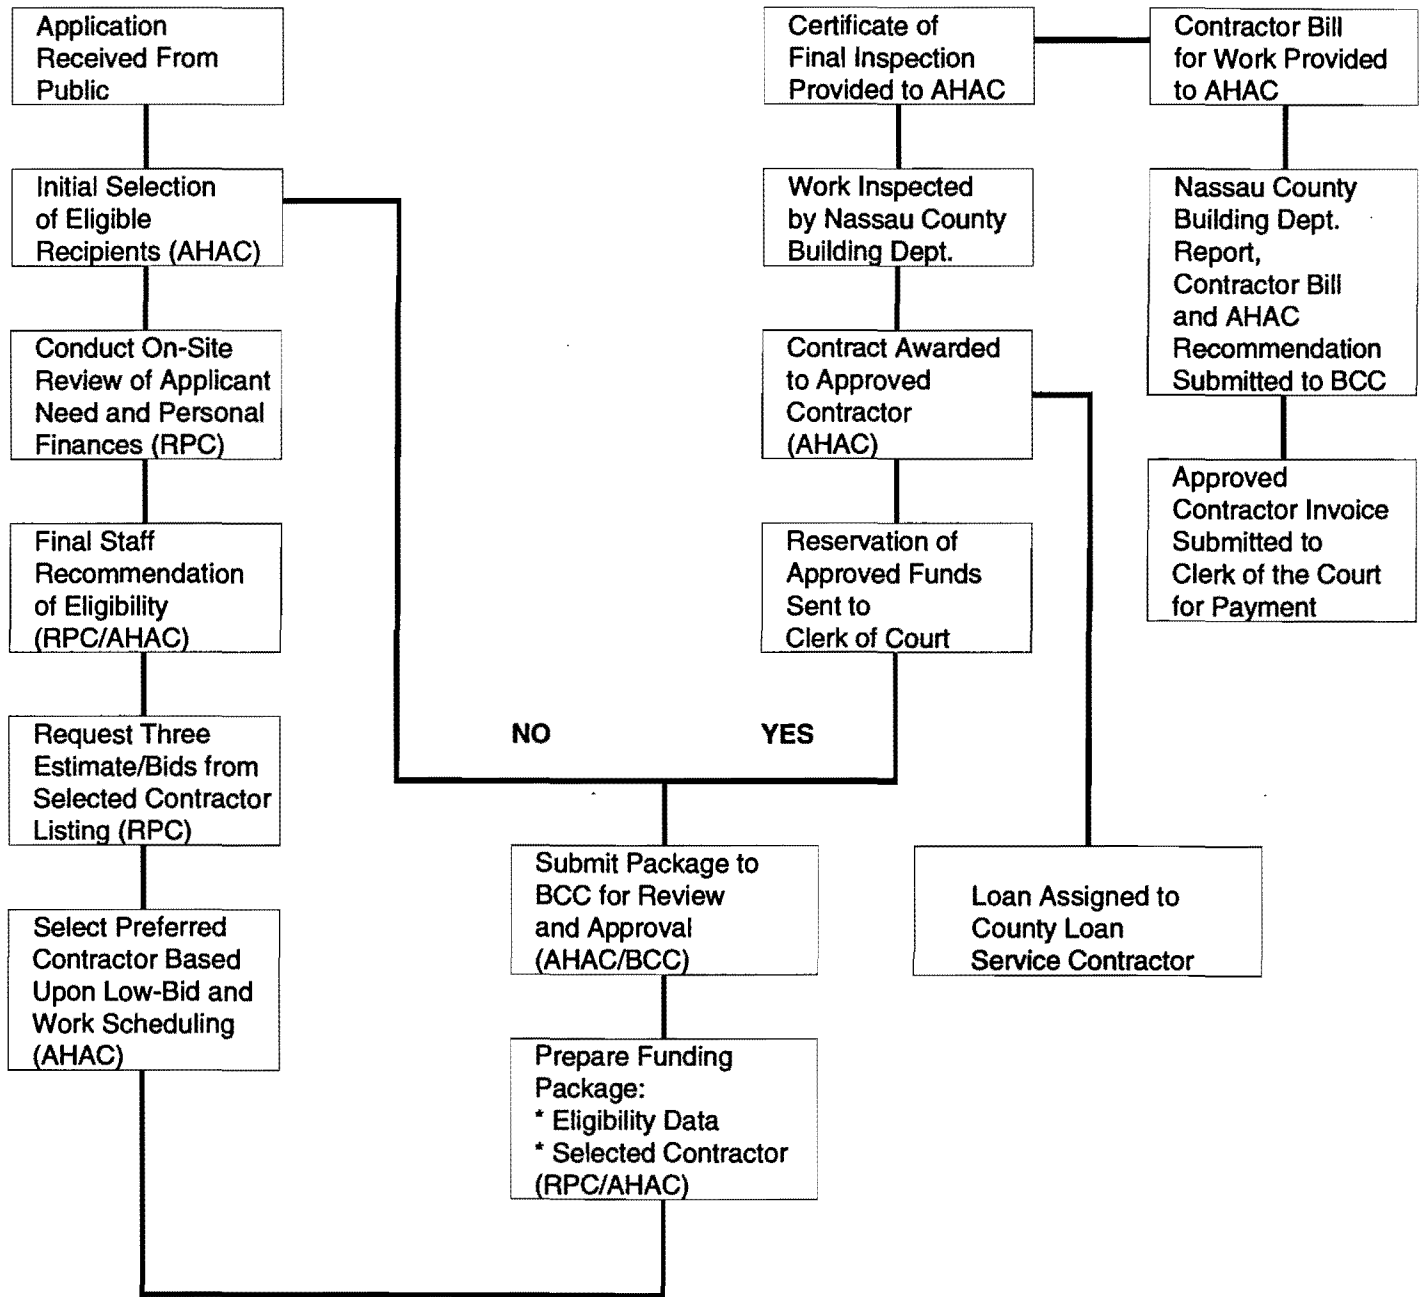 Application
Received From
Public
Initial Selection
of Eligible
Recipients (AHAC)
Conduct On-Site
Review of Applicant
Need and Personal
Finances (RPC)
Final Staff
Recommendation
of Eligibility
(RPC/AHAC)
Request Three
Estimate/Bids from
Selected Contractor
Listing (RPC)
Select Preferred
Contractor Based
Upon Low-Bid and
Work Scheduling
(AHAC)
Prepare Funding
Package:
* Eligibility Data
* Selected Contractor
(RPC/AHAC)
Submit Package to
BCC for Review
and Approval
(AHAC/BCC)
NO
YES
Reservation of
Approved Funds
Sent to
Clerk of Court
Contract Awarded
to Approved
Contractor
(AHAC)
Loan Assigned to
County Loan
Service Contractor
Work Inspected
by Nassau County
Building Dept.
Certificate of
Final Inspection
Provided to AHAC
Contractor Bill
for Work Provided
to AHAC
Nassau County
Building Dept.
Report,
Contractor Bill
and AHAC
Recommendation
Submitted to BCC
Approved
Contractor Invoice
Submitted to
Clerk of the Court
for Payment